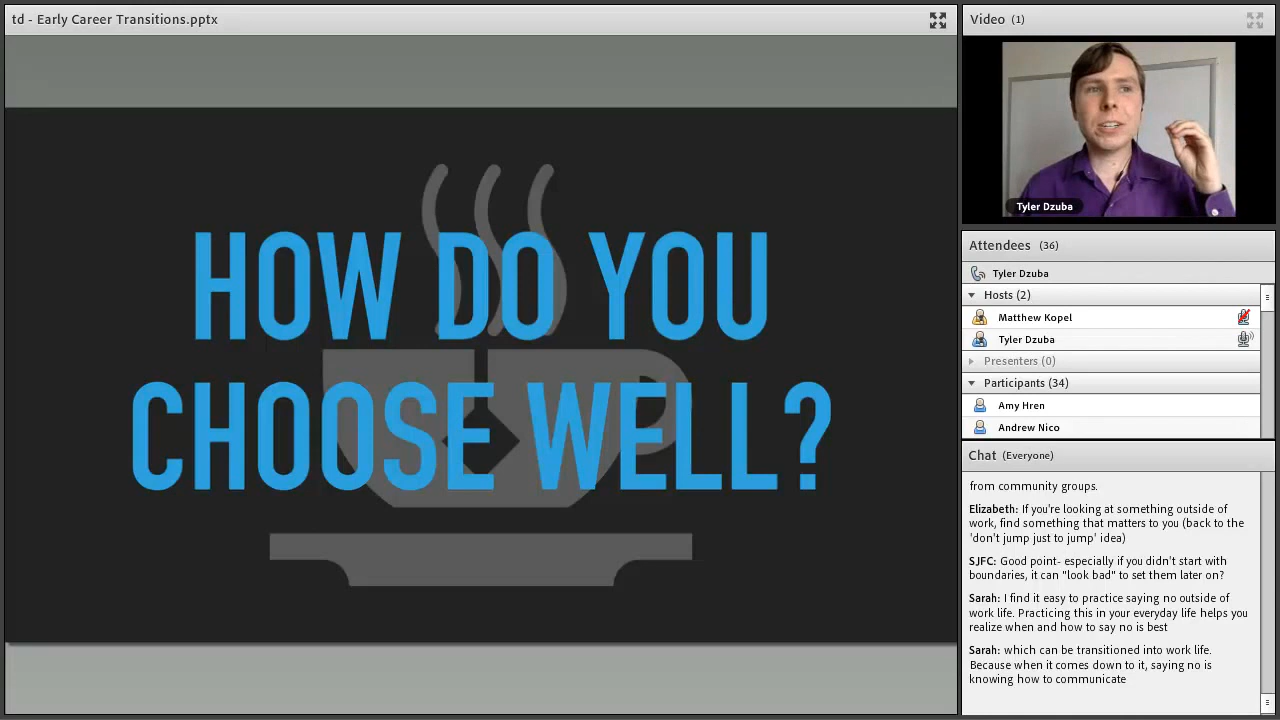 td - Early Career Transitions.pptx
HOW DO YOU
CHOOSE WELL?
Video (1)
Tyler Dzuba
Attendees (36)
Tyler Dzuba
Hosts (2)
Matthew Kopel
Tyler Dzuba
Presenters (0)
Participants (34)
Amy Hren
Andrew Nico
Chat (Everyone)
from community groups.
Elizabeth: If you're looking at something outside of
work, find something that matters to you (back to the
'don't jump just to jump' idea)
SJFC: Good point- especially if you didn't start with
boundaries, it can "look bad" to set them later on?
Sarah: I find it easy to practice saying no outside of
work life. Practicing this in your everyday life helps you
realize when and how to say no is best
Sarah: which can be transitioned into work life.
Because when it comes down to it, saying no is
knowing how to communicate